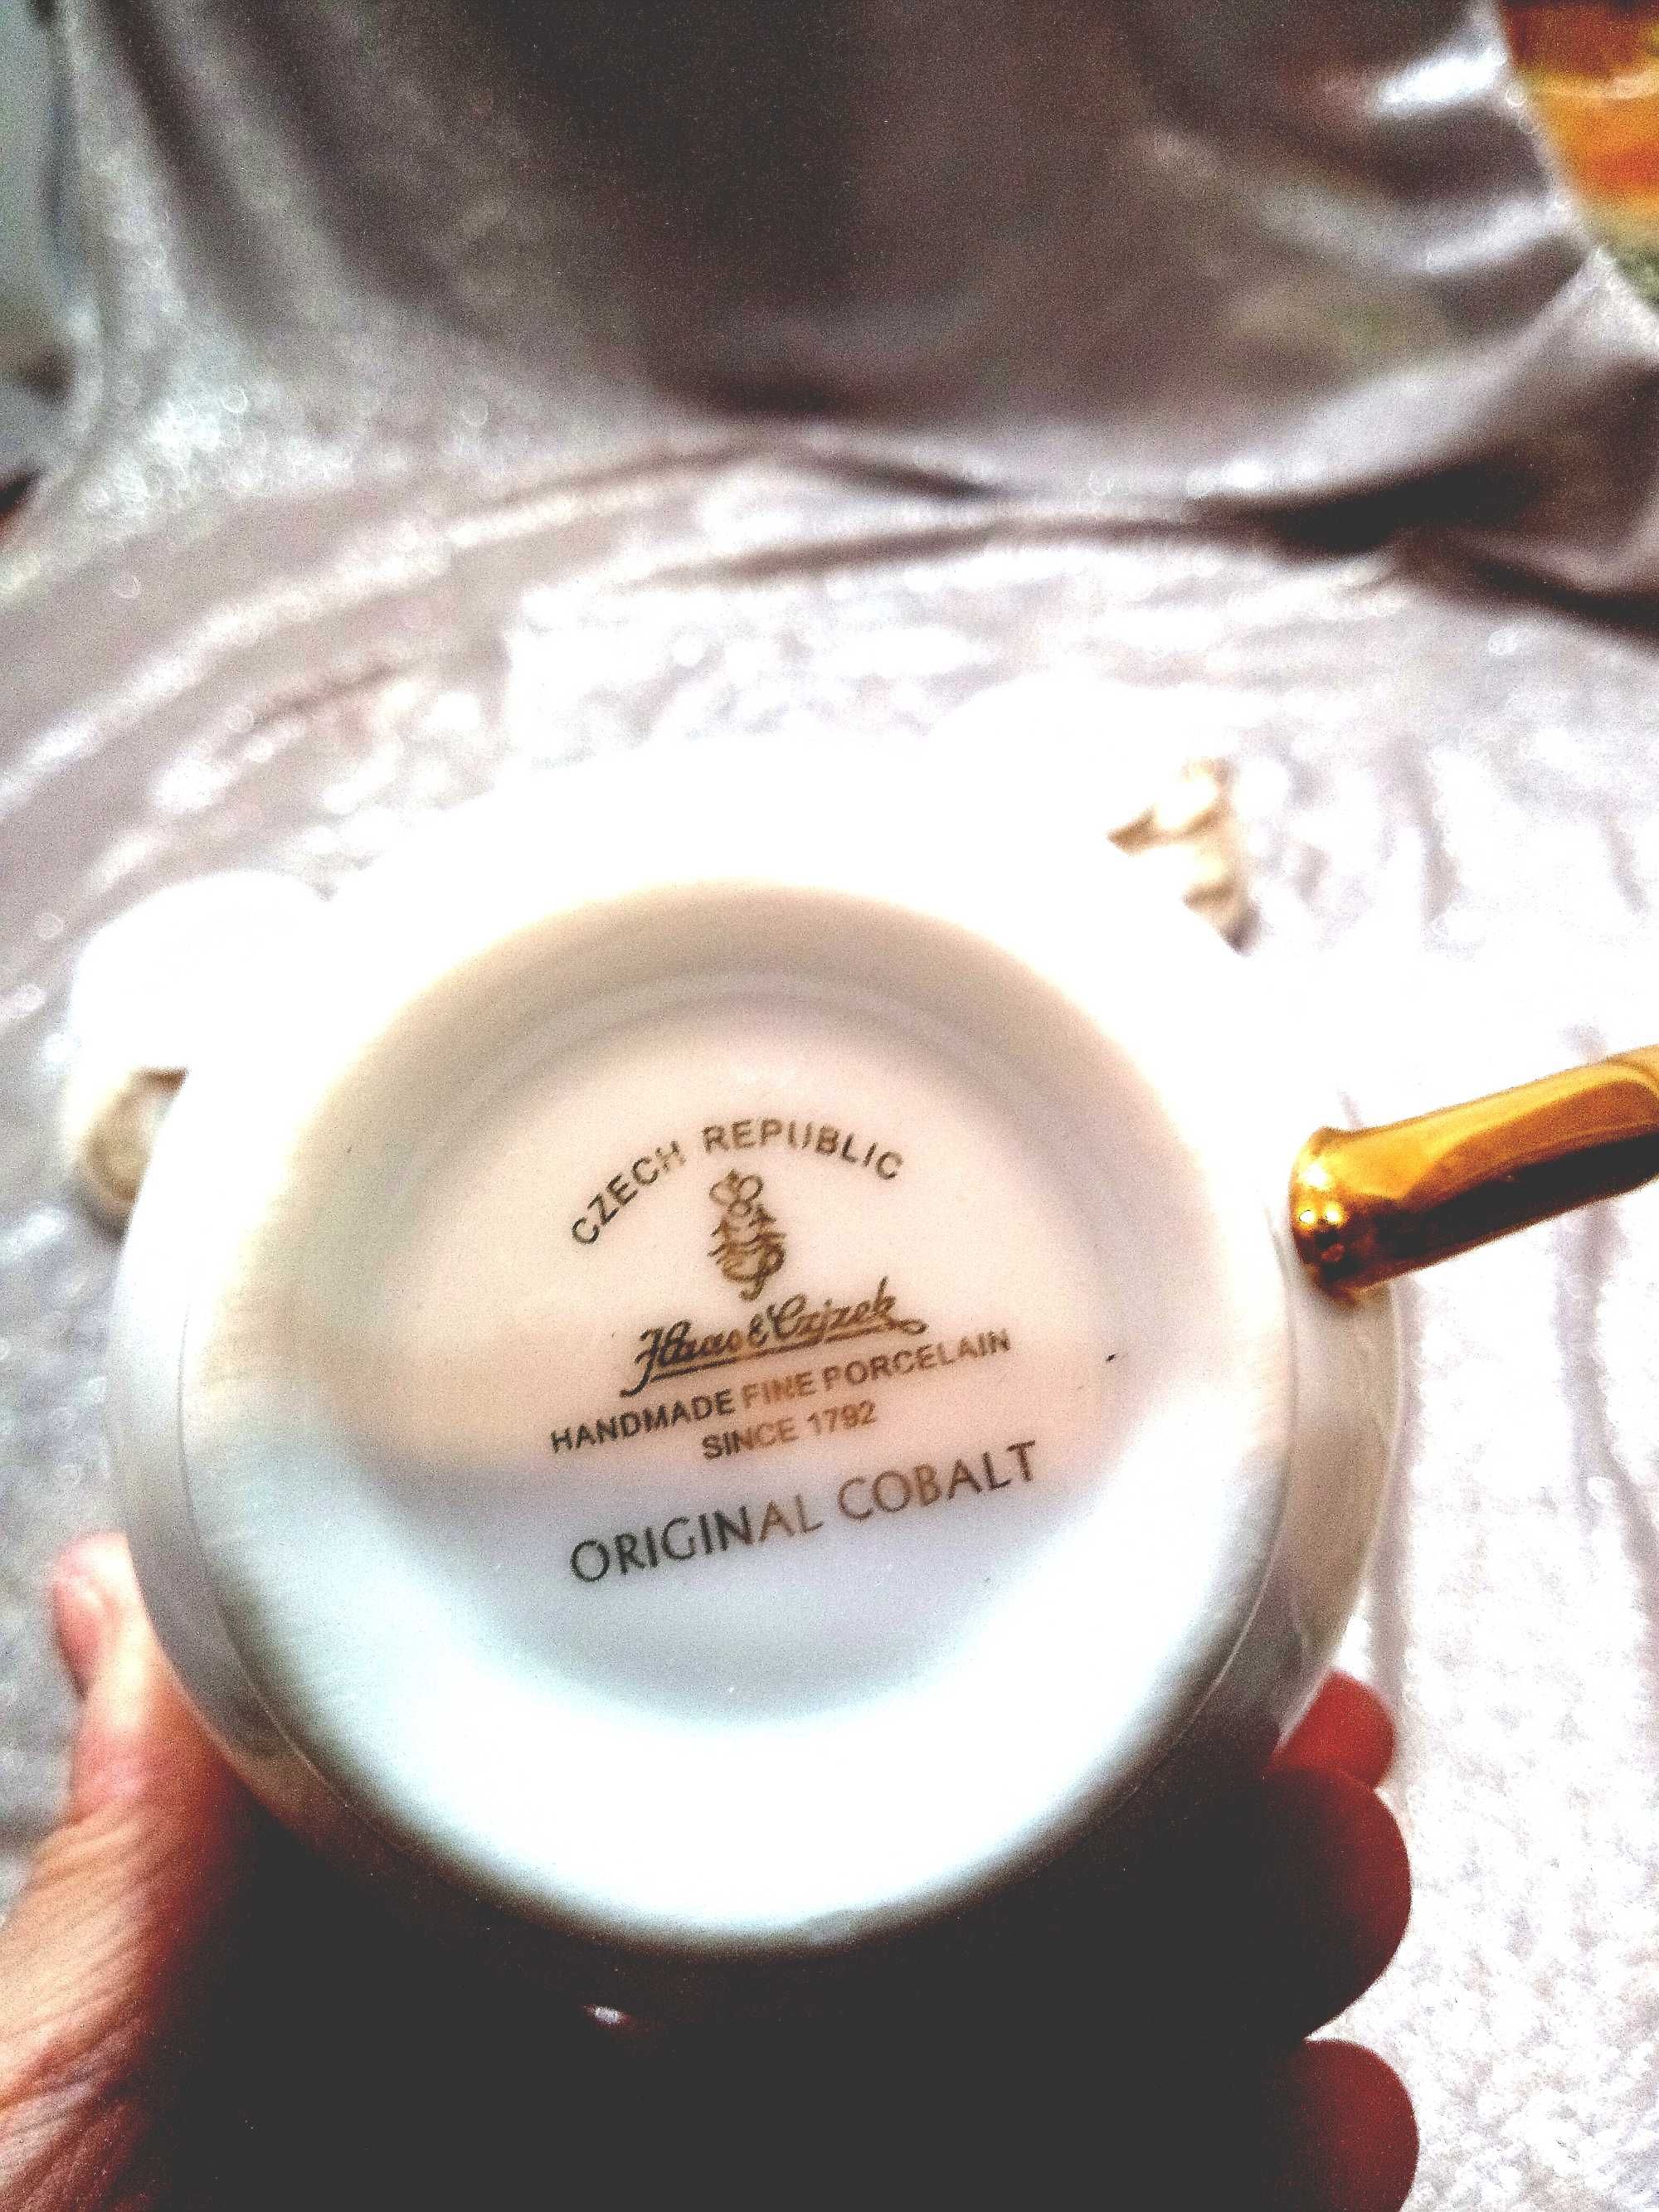 CZECH REPUBLIC
Haas & Czjzek
HANDMADE FINE PORCELAIN
SINCE 1792
ORIGINAL COBALT